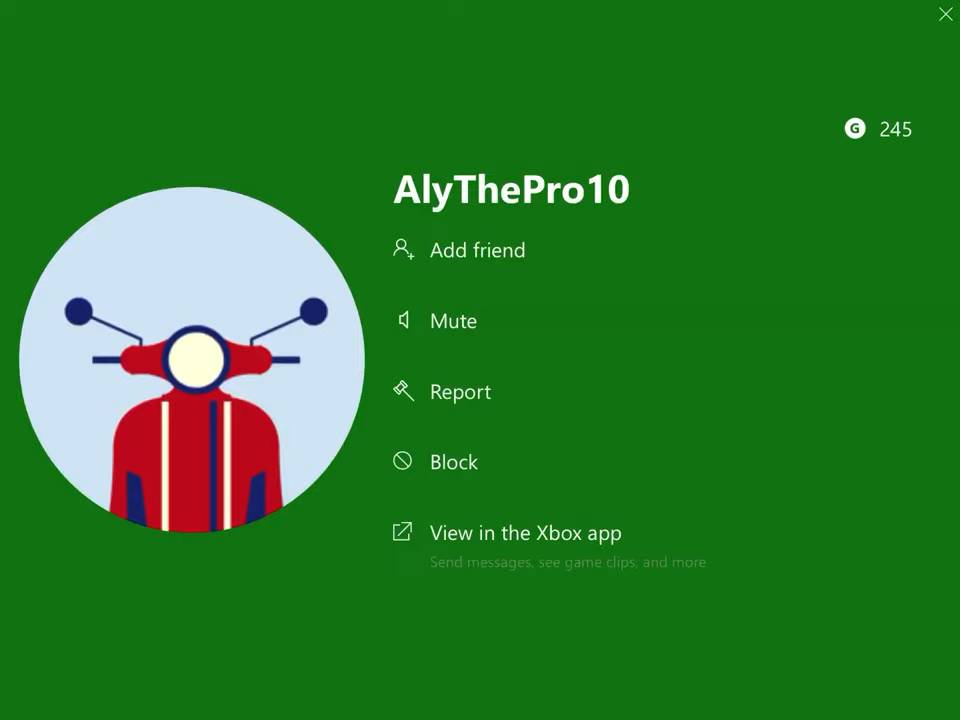 G 245
AlyThePro10
Add friend
Mute
Report
Block
View in the Xbox app
Send messages, see game clips, and more